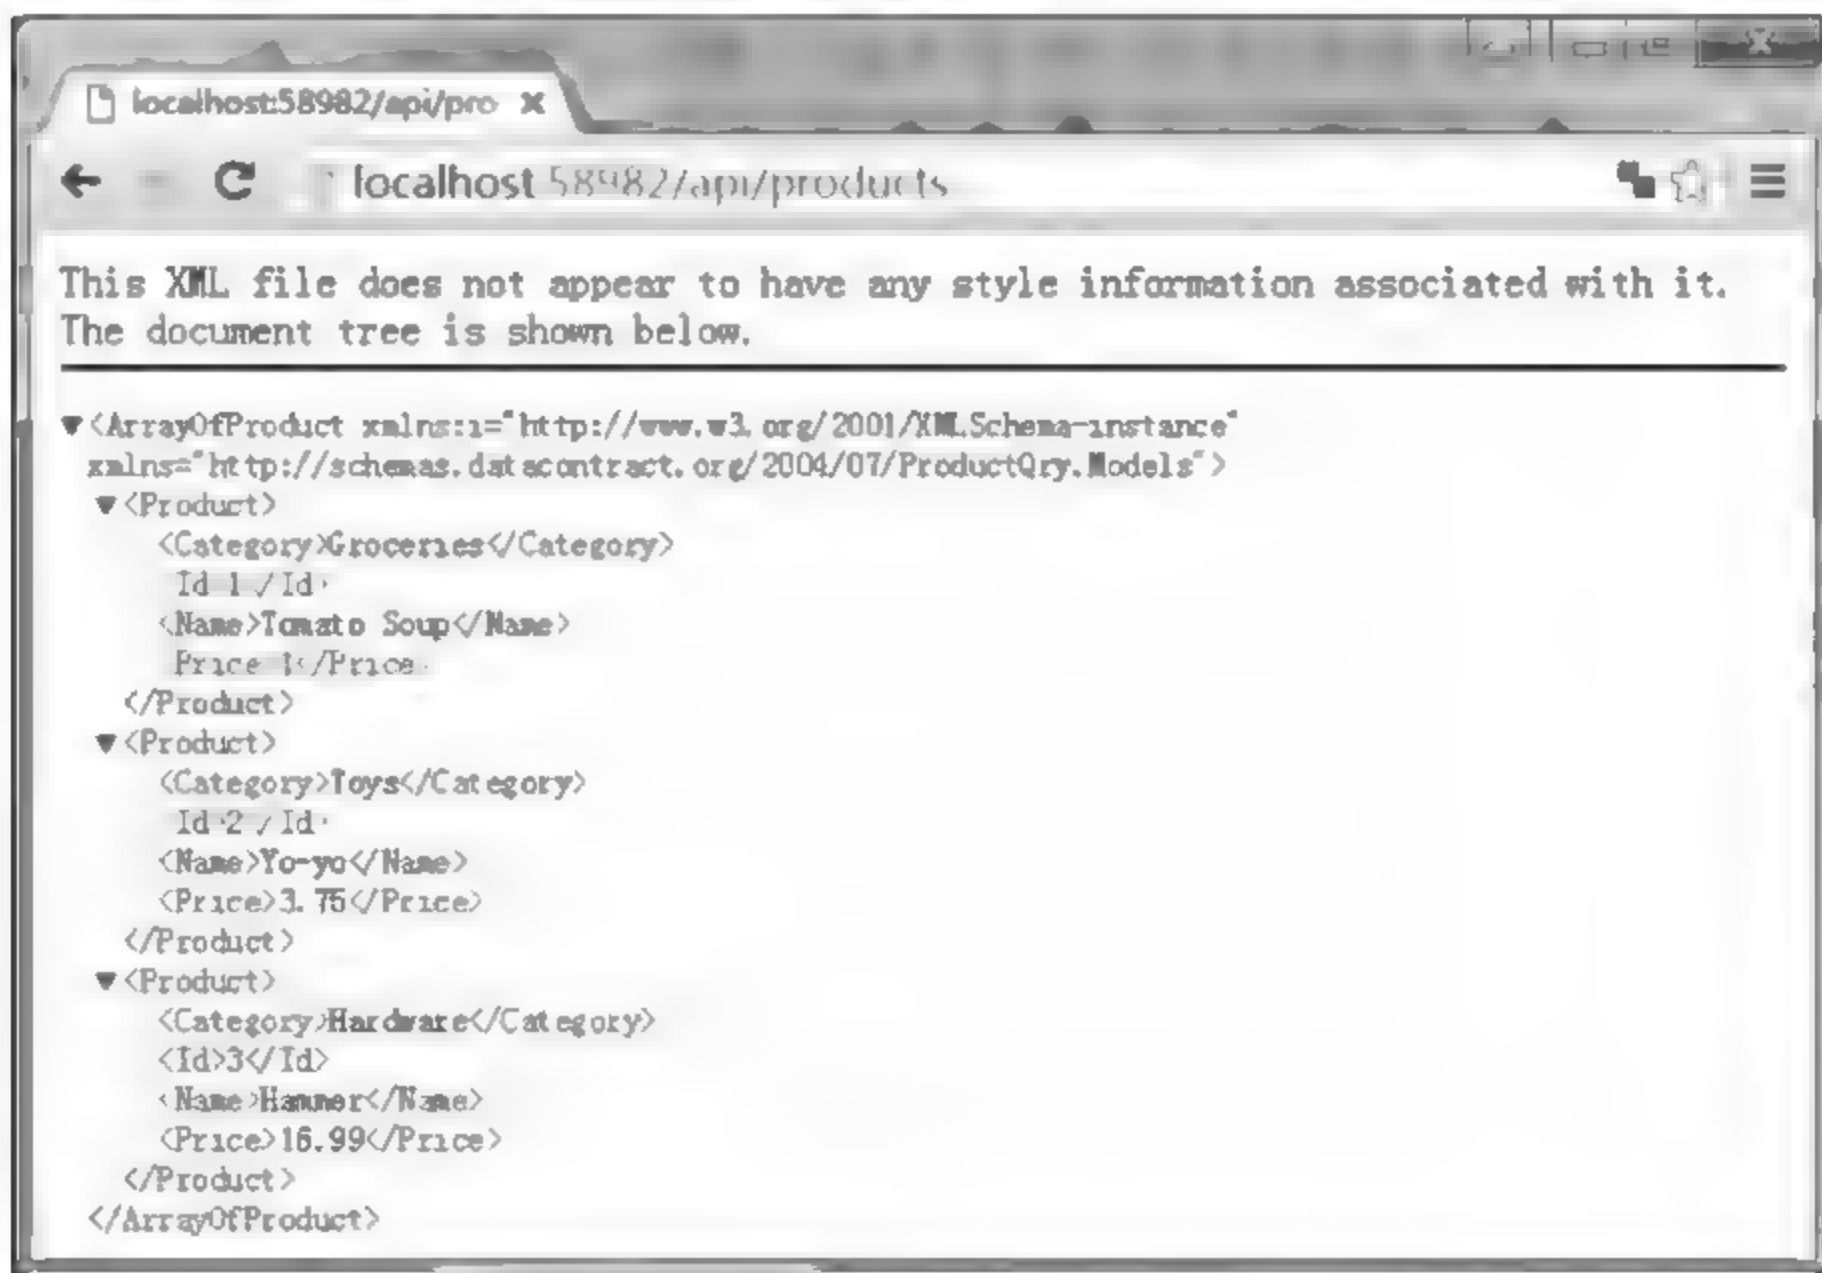 localhost:58982/api/pro
localhost:58982/api/products
This XML file does not appear to have any style information associated with it.
The document tree is shown below.
<ArrayOfProduct xmlns:i="http://www.w3.org/2001/XMLSchema-instance"
xmlns="http://schemas.datacontract.org/2004/07/ProductQry.Models">
<Product>
<Category>Groceries</Category>
<Id>1</Id>
<Name>Tomato Soup</Name>
<Price>1</Price>
</Product>
<Product>
<Category>Toys</Category>
<Id>2</Id>
<Name>Yo-yo</Name>
<Price>3.75</Price>
</Product>
<Product>
<Category>Hardware</Category>
<Id>3</Id>
<Name>Hammer</Name>
<Price>16.99</Price>
</Product>
</ArrayOfProduct>